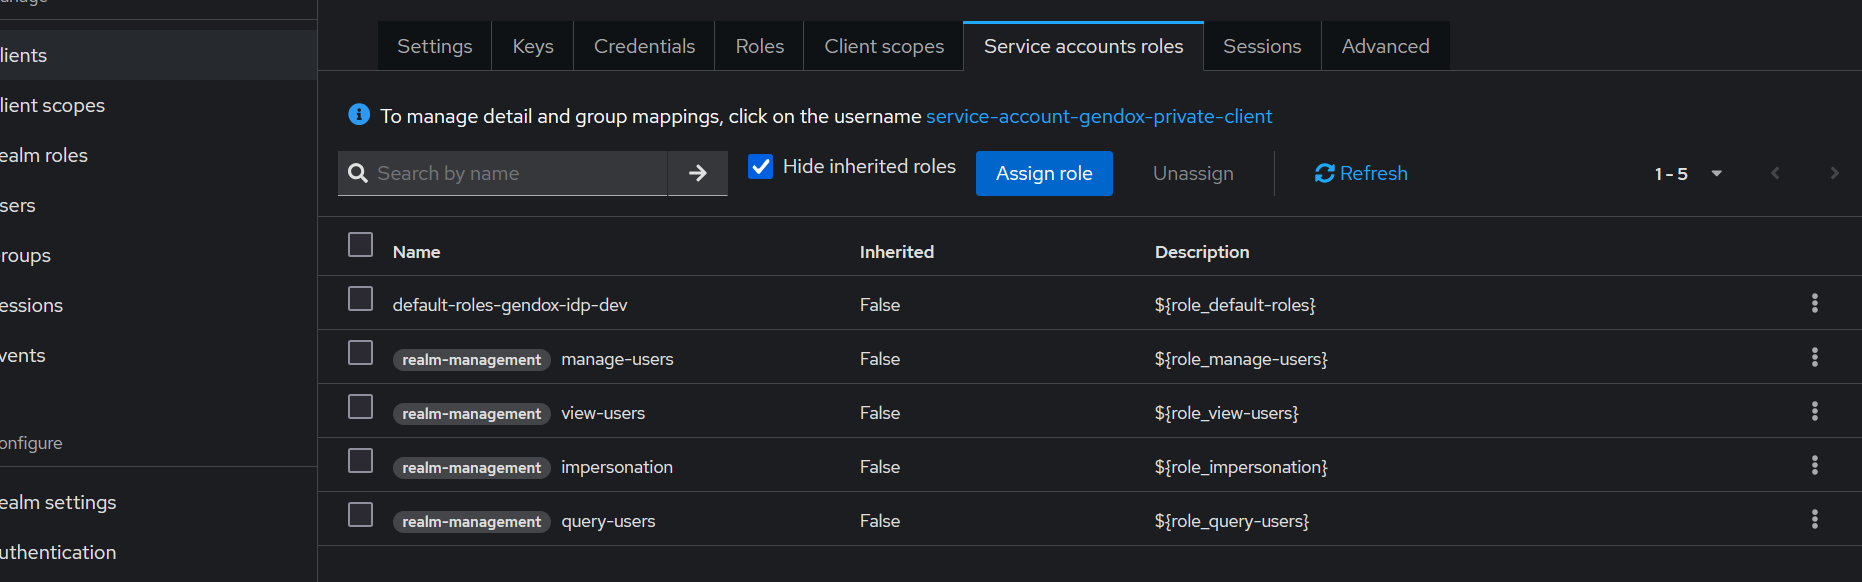 anage
lients
lient scopes
ealm roles
sers
roups
essions
vents
onfigure
ealm settings
uthentication
Settings Keys Credentials Roles Client scopes Service accounts roles Sessions Advanced
To manage detail and group mappings, click on the username service-account-gendox-private-client
Search by name Hide inherited roles Assign role Unassign Refresh 1 - 5
Name Inherited Description
default-roles-gendox-idp-dev False ${role_default-roles}
realm-management manage-users False ${role_manage-users}
realm-management view-users False ${role_view-users}
realm-management impersonation False ${role_impersonation}
realm-management query-users False ${role_query-users}